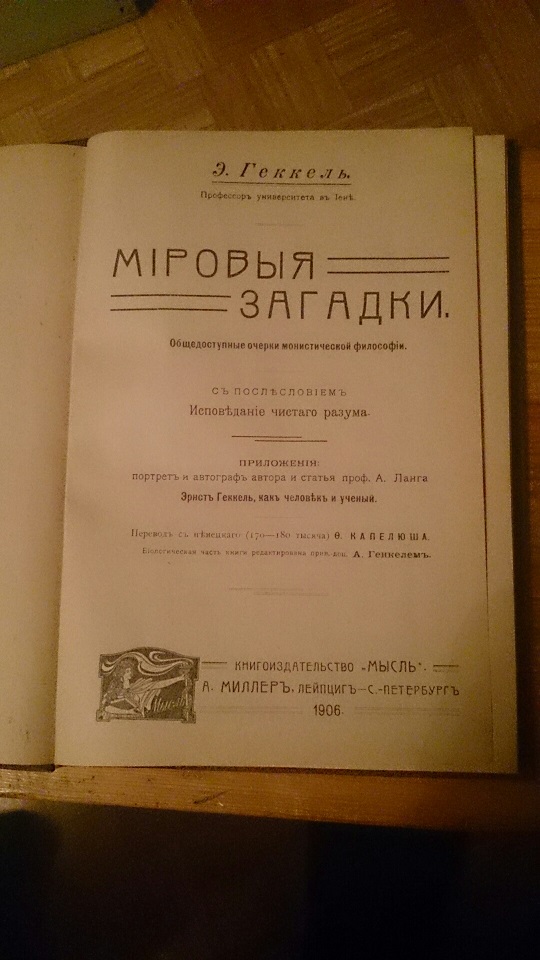 Э. Геккель.
Профессоръ университета въ Іенѣ.
МІРОВЫЯ
ЗАГАДКИ.
Общедоступные очерки монистической философіи.
СЪ ПОСЛѢСЛОВІЕМЪ
Исповѣданіе чистаго разума.
ПРИЛОЖЕНІЯ:
портретъ и автографъ автора и статья проф. А. Ланга
Эрнстъ Геккель, какъ человѣкъ и ученый.
Переводъ съ нѣмецкаго (170—180 тысяча) Ѳ. КАПЕЛЮША.
Біологическая часть книги редактирована прив.-доц. А. Генкелемъ.
КНИГОИЗДАТЕЛЬСТВО „МЫСЛЬ“.
А. МИЛЛЕРЪ, ЛЕЙПЦИГЪ—С.-ПЕТЕРБУРГЪ
1906.
Мысль